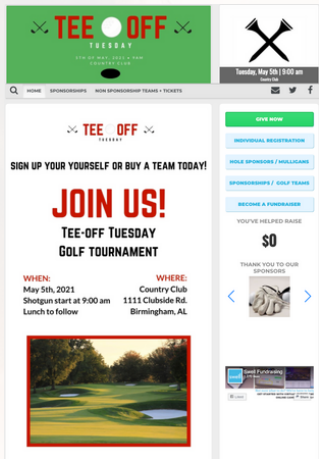 TEE OFF
TUESDAY
5TH OF MAY, 2021 • 9AM
COUNTRY CLUB
Tuesday, May 5th | 9:00 am
Country Club
HOME
SPONSORSHIPS
NON SPONSORSHIP TEAMS + TICKETS
TEE OFF
TUESDAY
SIGN UP YOUR YOURSELF OR BUY A TEAM TODAY!
JOIN US!
TEE-OFF TUESDAY
GOLF TOURNAMENT
WHEN:
May 5th, 2021
Shotgun start at 9:00 am
Lunch to follow
WHERE:
Country Club
1111 Clubside Rd.
Birmingham, AL
GIVE NOW
INDIVIDUAL REGISTRATION
HOLE SPONSORS / MULLIGANS
SPONSORSHIPS / GOLF TEAMS
BECOME A FUNDRAISER
YOU'VE HELPED RAISE
$0
THANK YOU TO OUR
SPONSORS
Swell Fundraising